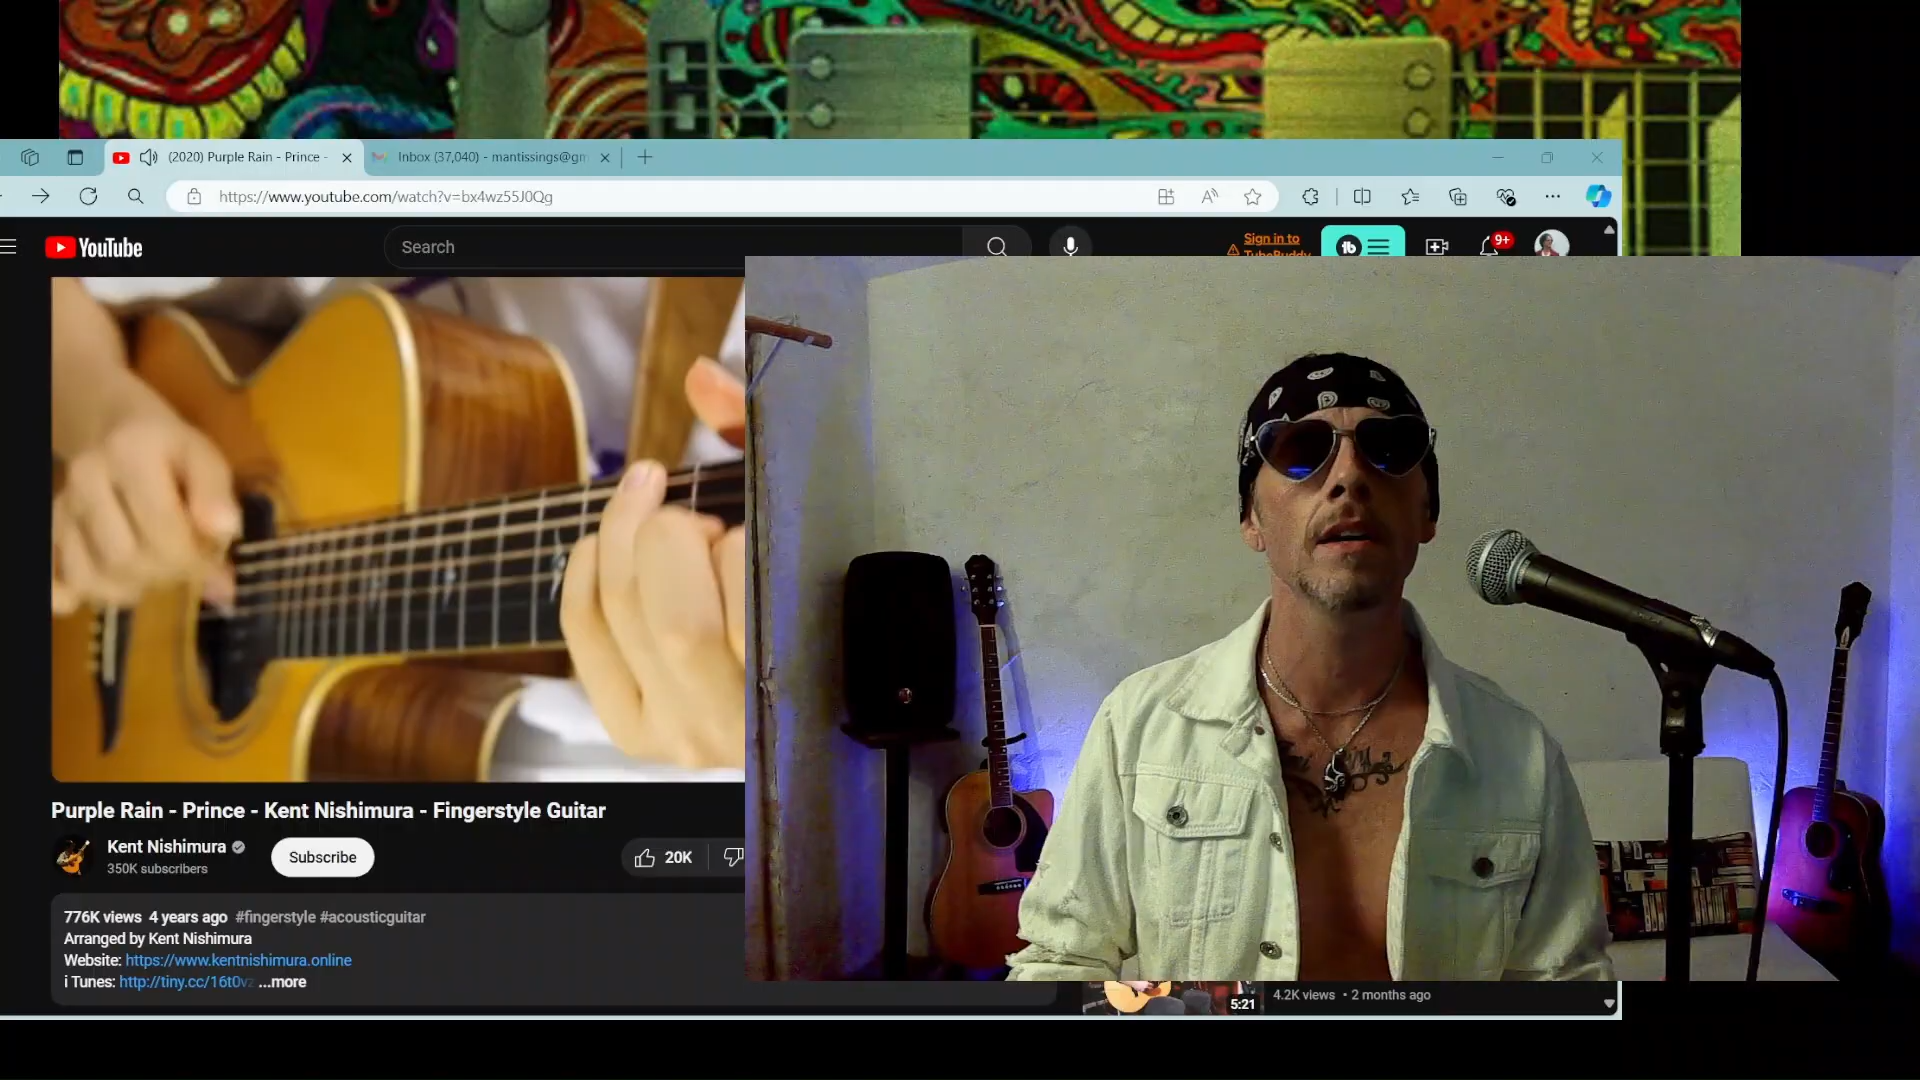 (2020) Purple Rain - Prince -
Inbox (37,040) - mantissings@gm
https://www.youtube.com/watch?v=bx4wz55J0Qg
YouTube
Search
Sign in to
TubeBuddy
9+
Purple Rain - Prince - Kent Nishimura - Fingerstyle Guitar
Kent Nishimura
350K subscribers
Subscribe
20K
776K views 4 years ago #fingerstyle #acousticguitar
Arranged by Kent Nishimura
Website: https://www.kentnishimura.online
i Tunes: http://tiny.cc/16t0vz ...more
5:21
4.2K views • 2 months ago